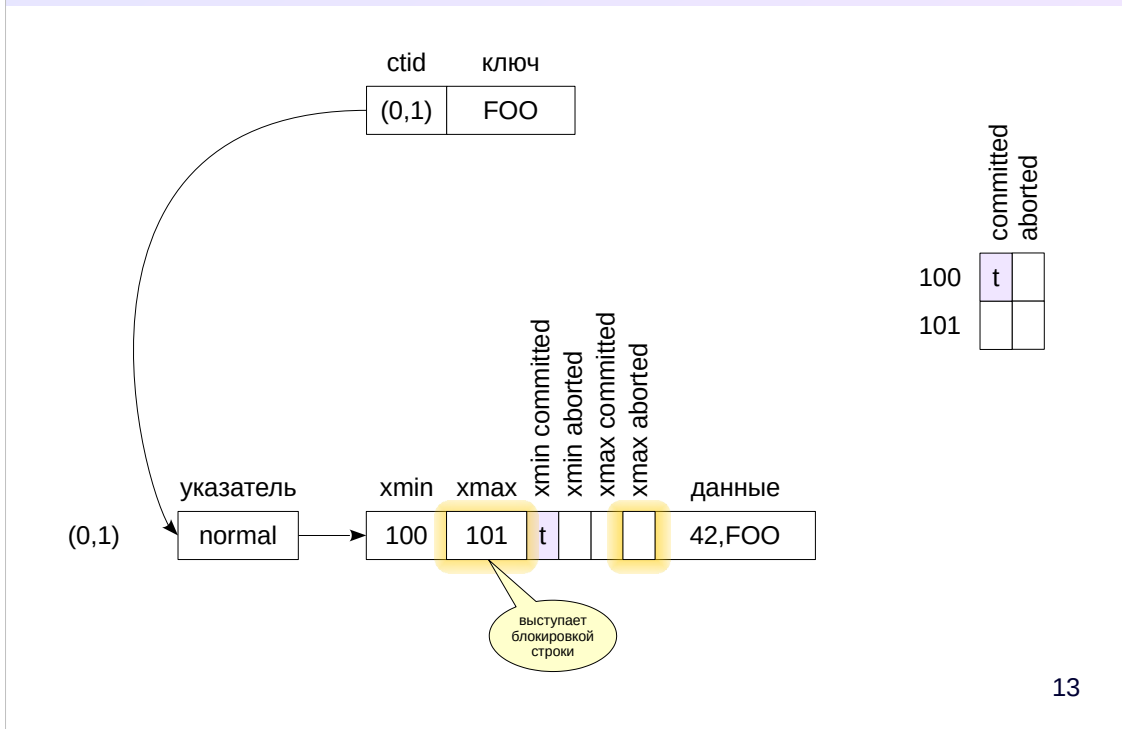 ctid ключ
(0,1) FOO
committed
aborted
100 t
101
xmin committed
xmin aborted
xmax committed
xmax aborted
указатель xmin xmax данные
(0,1) normal 100 101 t 42,FOO
выступает
блокировкой
строки
13